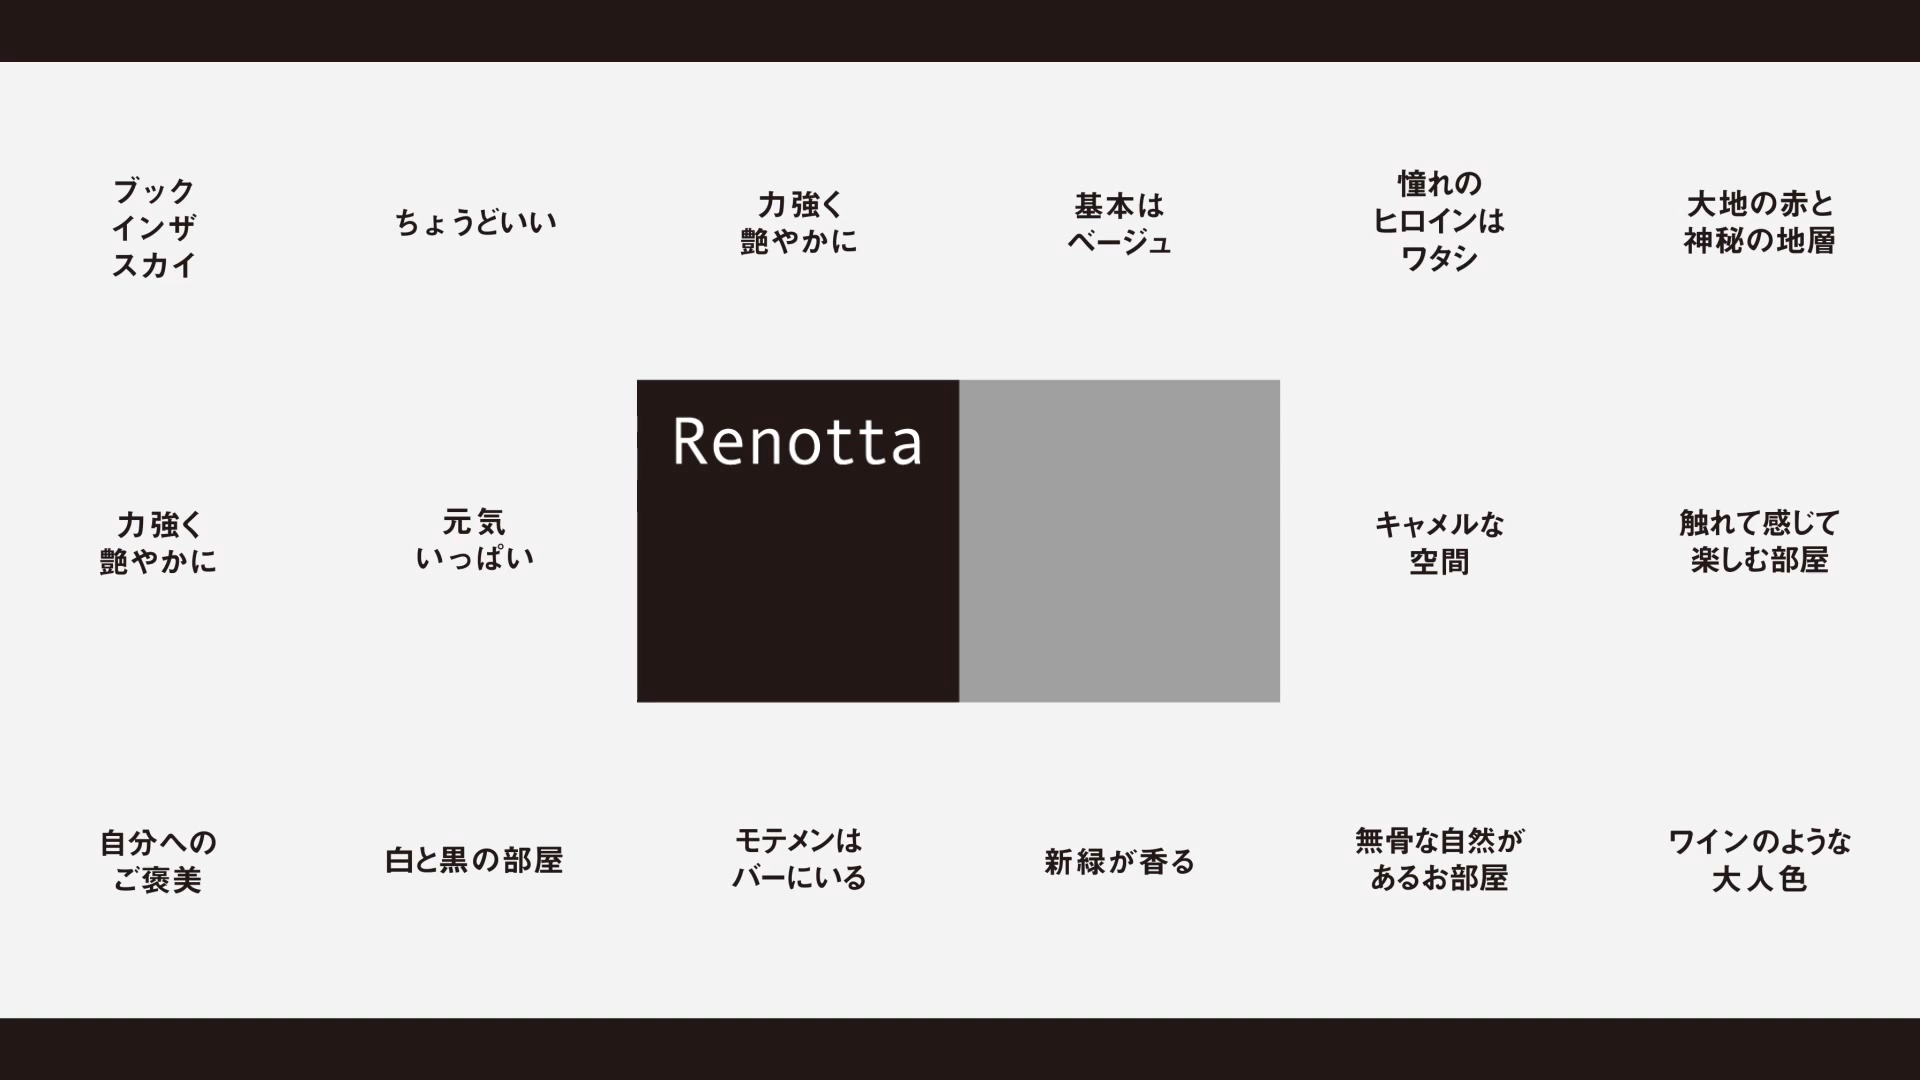 ブック
インザ
スカイ
ちょうどいい
力強く
艶やかに
基本は
ベージュ
憧れの
ヒロインは
ワタシ
大地の赤と
神秘の地層
力強く
艶やかに
元気
いっぱい
Renotta
キャメルな
空間
触れて感じて
楽しむ部屋
自分への
ご褒美
白と黒の部屋
モテメンは
バーにいる
新緑が香る
無骨な自然が
あるお部屋
ワインのような
大人色